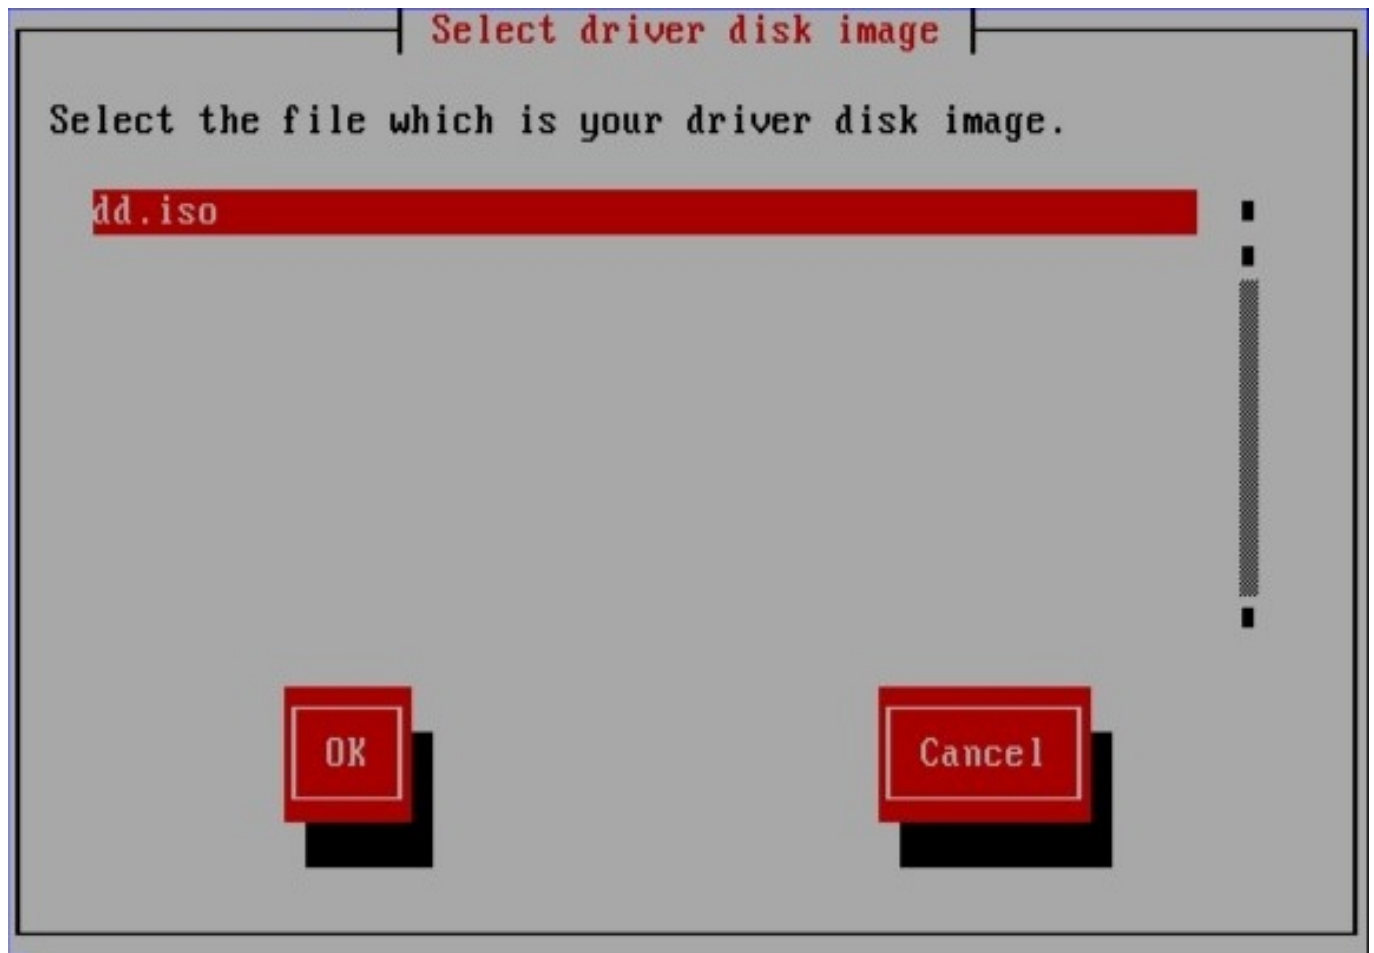 Select driver disk image
Select the file which is your driver disk image.
dd.iso
OK
Cancel